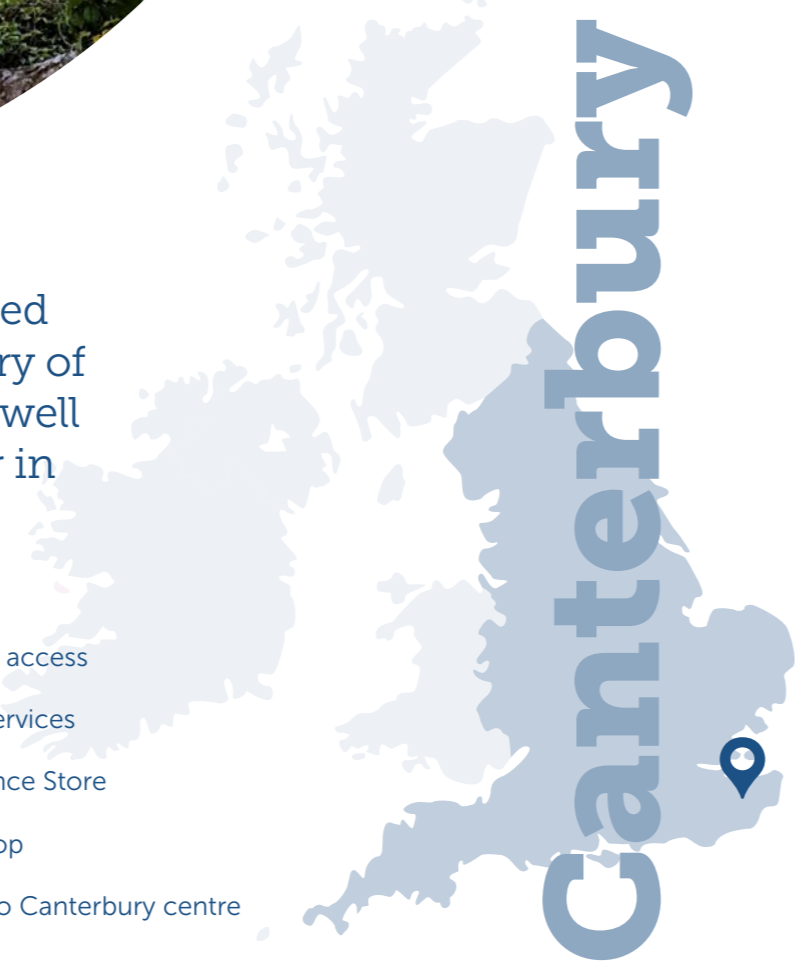 ed
ry of
well
r in
access
ervices
nce Store
op
o Canterbury centre
Canterbury